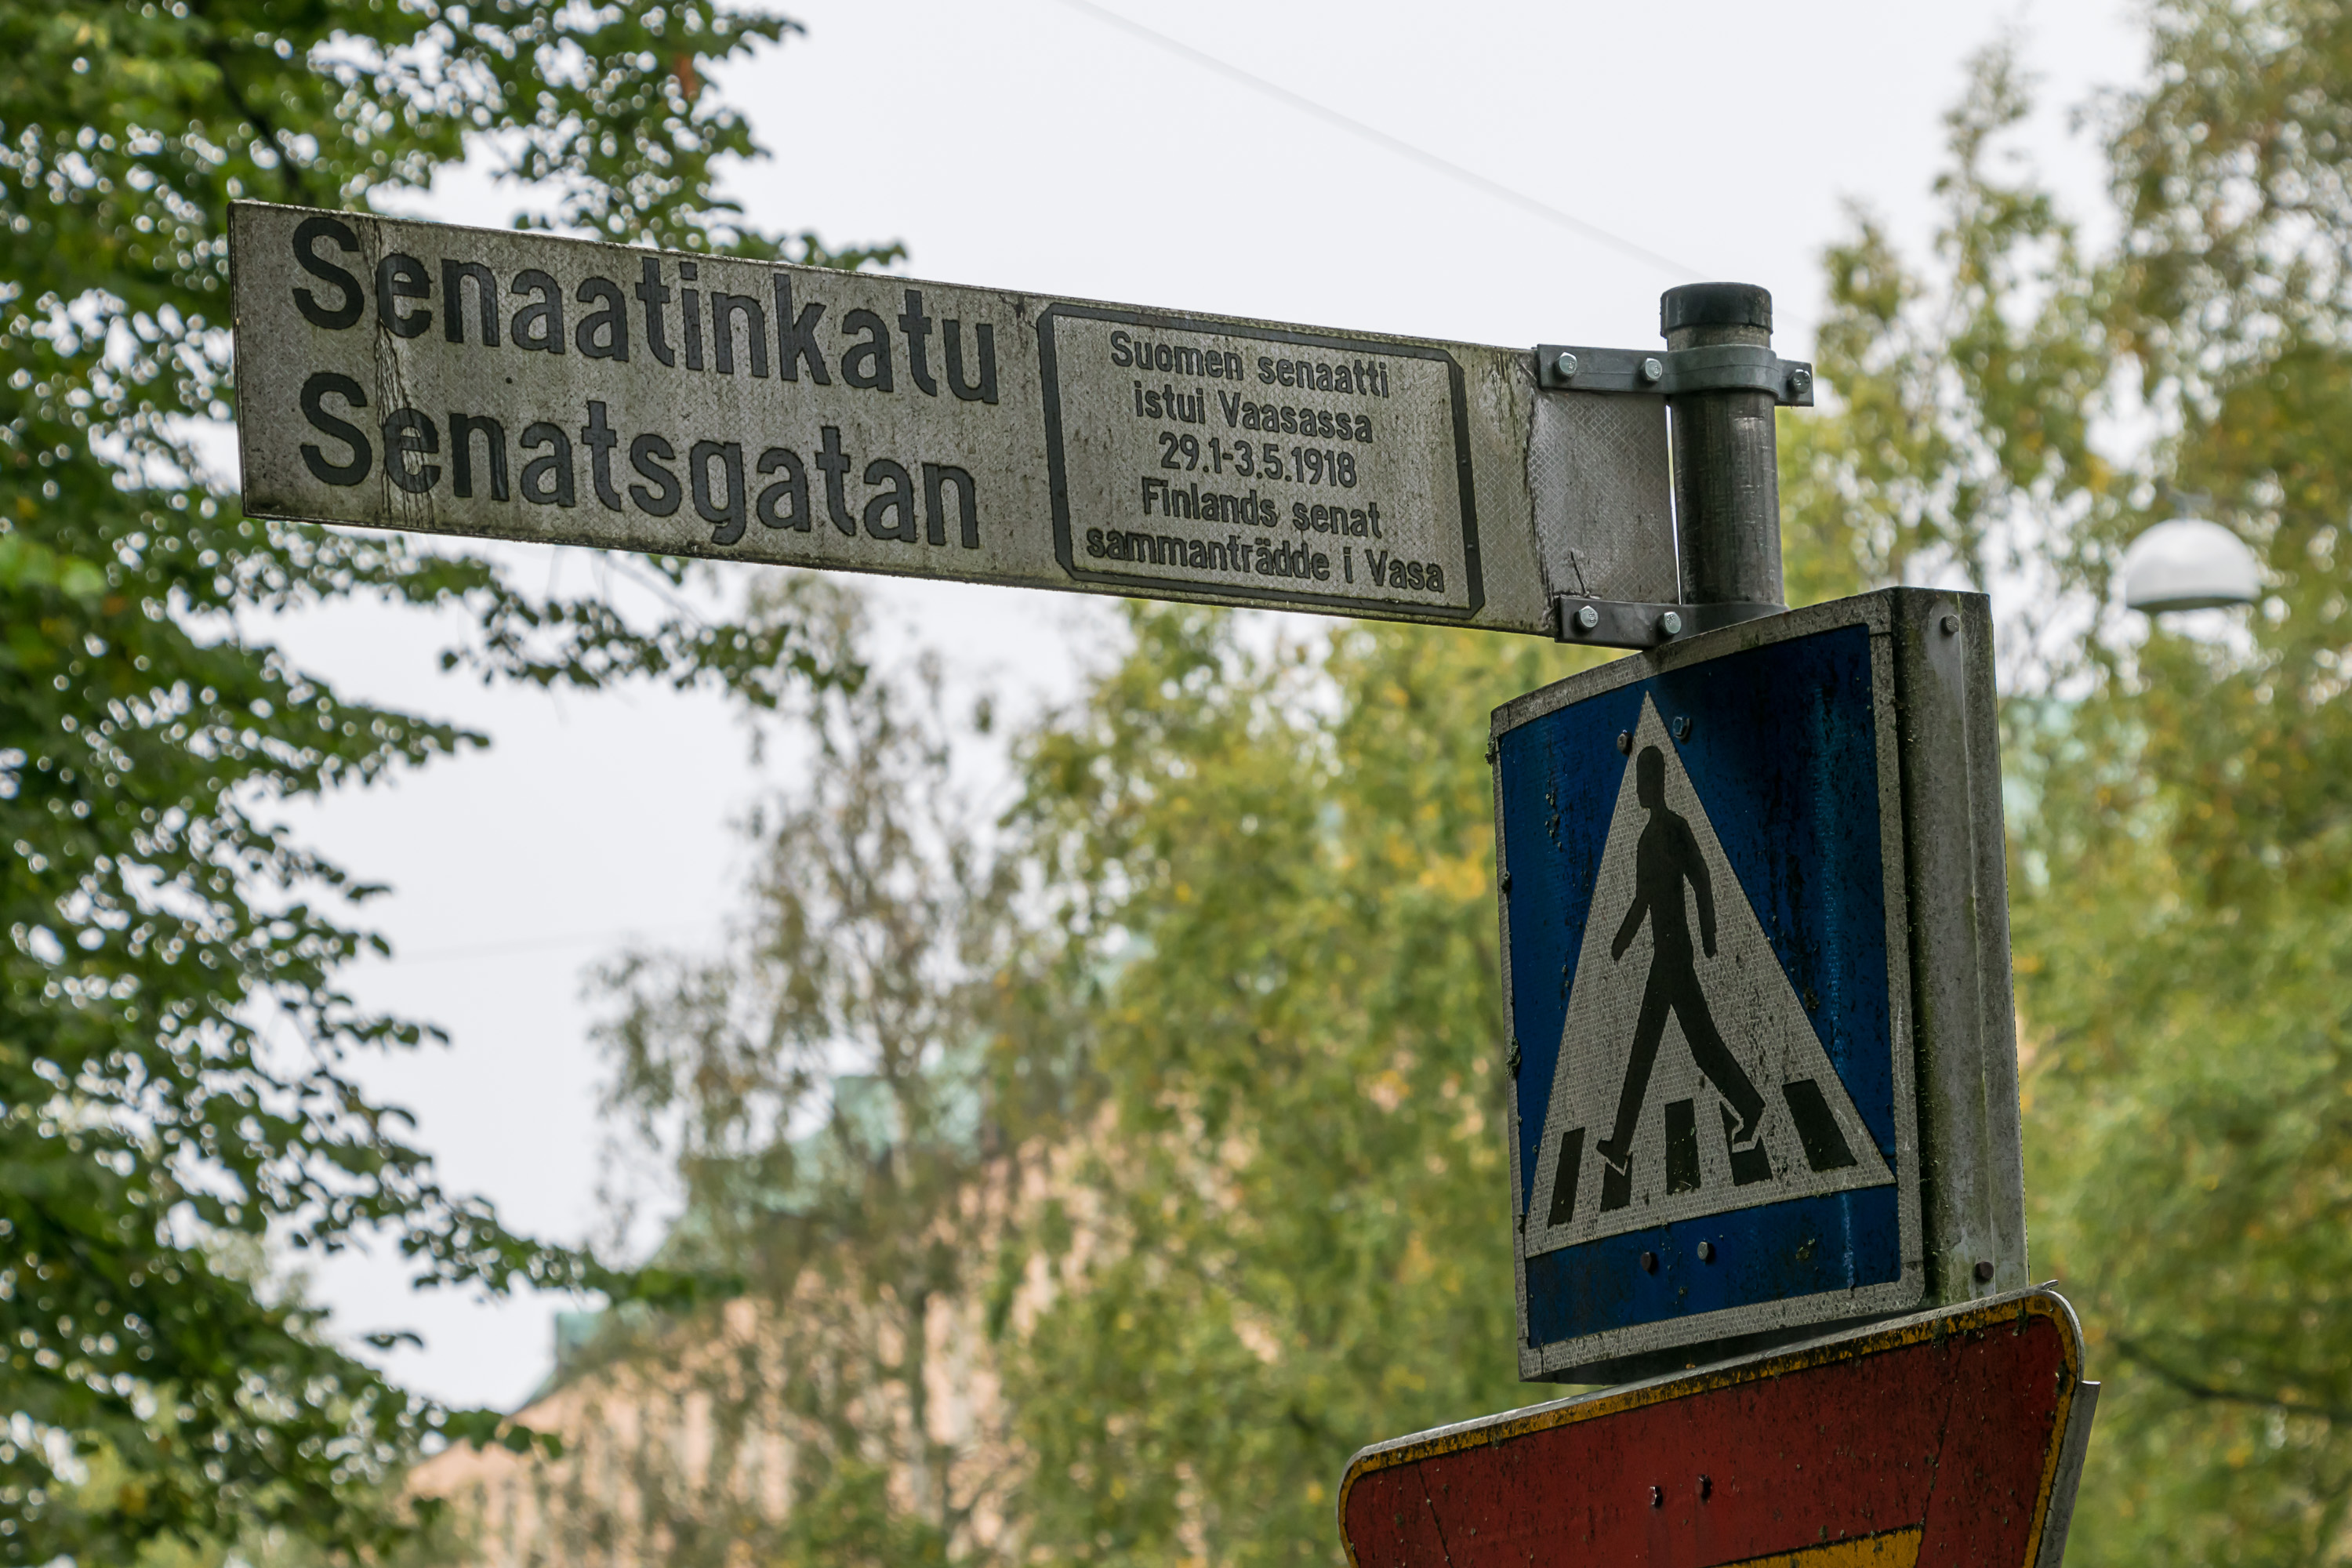 Senaatinkatu
Senatsgatan
Suomen senaatti
istui Vaasassa
29.1-3.5.1918
Finlands senat
sammanträdde i Vasa